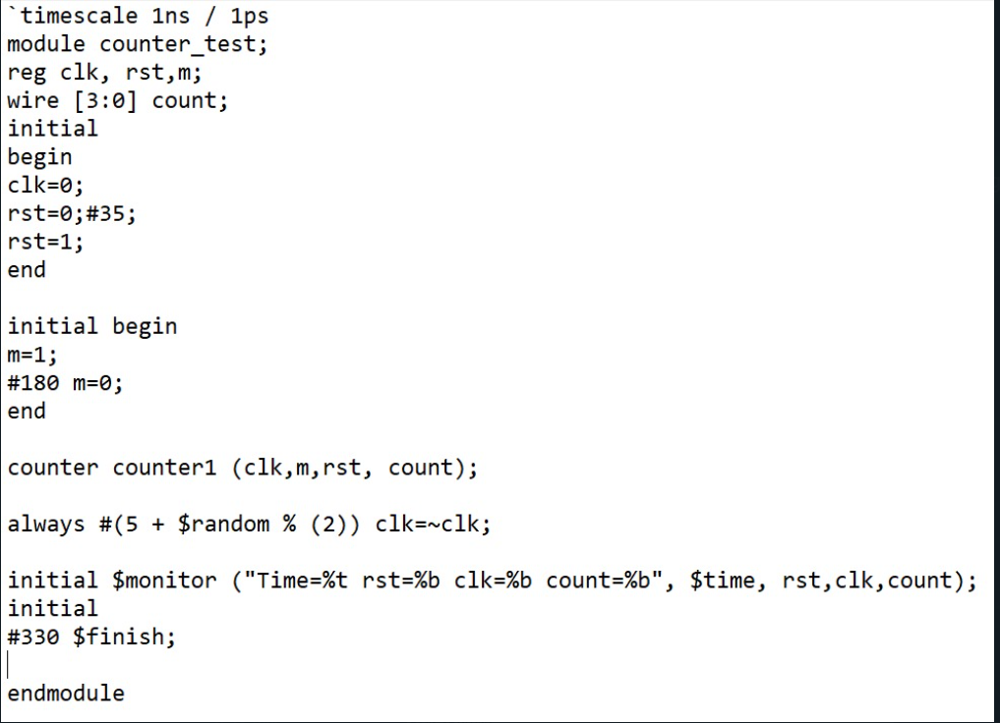 `timescale 1ns / 1ps
module counter_test;
reg clk, rst,m;
wire [3:0] count;
initial
begin
clk=0;
rst=0;#35;
rst=1;
end
initial begin
m=1;
#180 m=0;
end
counter counter1 (clk,m,rst, count);
always #(5 + $random % (2)) clk=~clk;
initial $monitor ("Time=%t rst=%b clk=%b count=%b", $time, rst,clk,count);
initial
#330 $finish;
endmodule